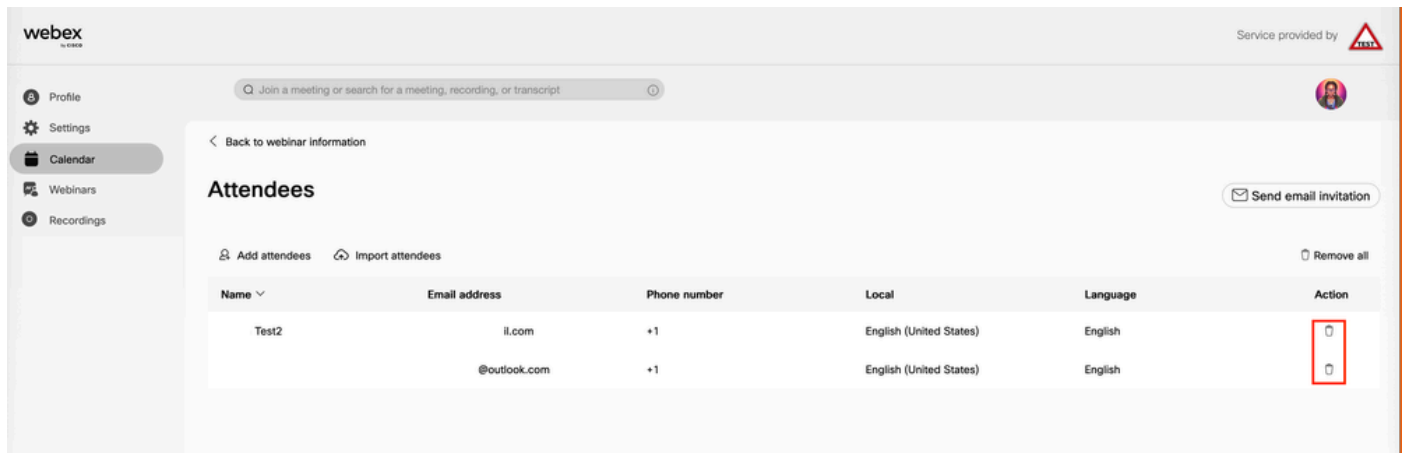 webex
by CISCO
Service provided by
TEST
Profile
Join a meeting or search for a meeting, recording, or transcript
Settings
Calendar
Webinars
Recordings
Back to webinar information
Attendees
Send email invitation
Add attendees Import attendees Remove all
Name Email address Phone number Local Language Action
Test2 il.com +1 English (United States) English
@outlook.com +1 English (United States) English